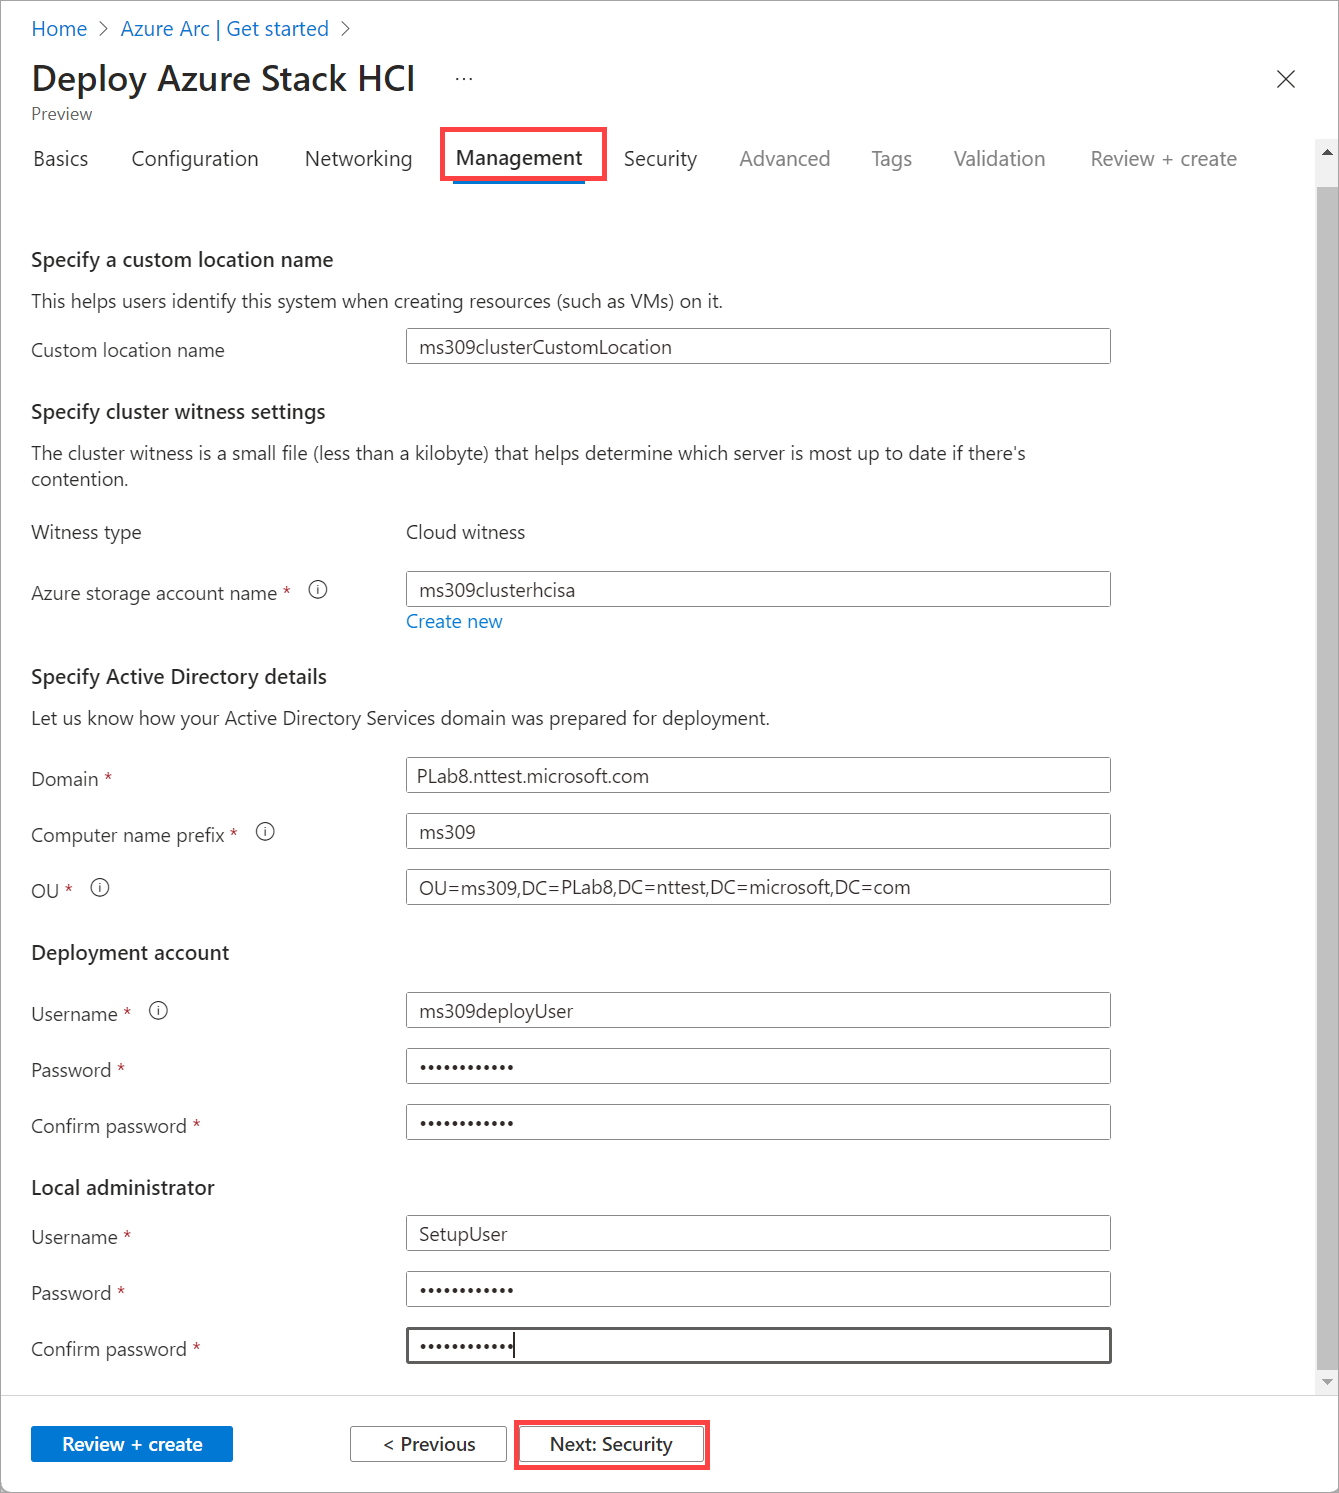 Home > Azure Arc | Get started >
Deploy Azure Stack HCI ...
Preview
Basics Configuration Networking Management Security Advanced Tags Validation Review + create
Specify a custom location name
This helps users identify this system when creating resources (such as VMs) on it.
Custom location name ms309clusterCustomLocation
Specify cluster witness settings
The cluster witness is a small file (less than a kilobyte) that helps determine which server is most up to date if there's
contention.
Witness type Cloud witness
Azure storage account name * ms309clusterhcisa
Create new
Specify Active Directory details
Let us know how your Active Directory Services domain was prepared for deployment.
Domain * PLab8.nttest.microsoft.com
Computer name prefix * ms309
OU * OU=ms309,DC=PLab8,DC=nttest,DC=microsoft,DC=com
Deployment account
Username * ms309deployUser
Password * ••••••••••••
Confirm password * ••••••••••••
Local administrator
Username * SetupUser
Password * ••••••••••••
Confirm password * ••••••••••••
Review + create < Previous Next: Security